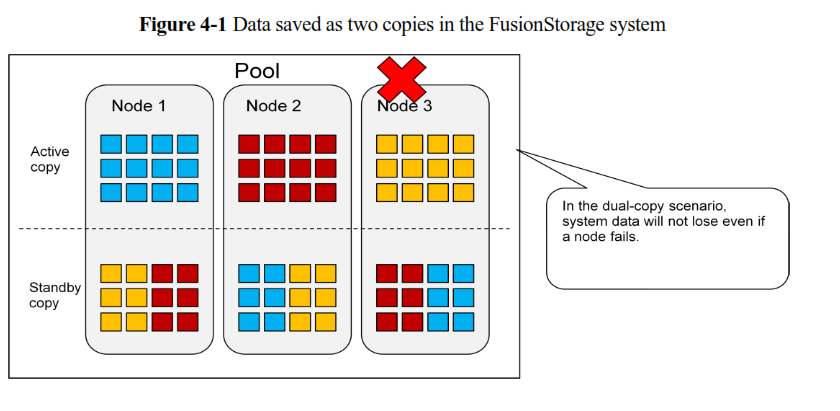 Figure 4-1 Data saved as two copies in the FusionStorage system
Pool
Node 1
Node 2
Node 3
Active
copy
Standby
copy
In the dual-copy scenario,
system data will not lose even if
a node fails.